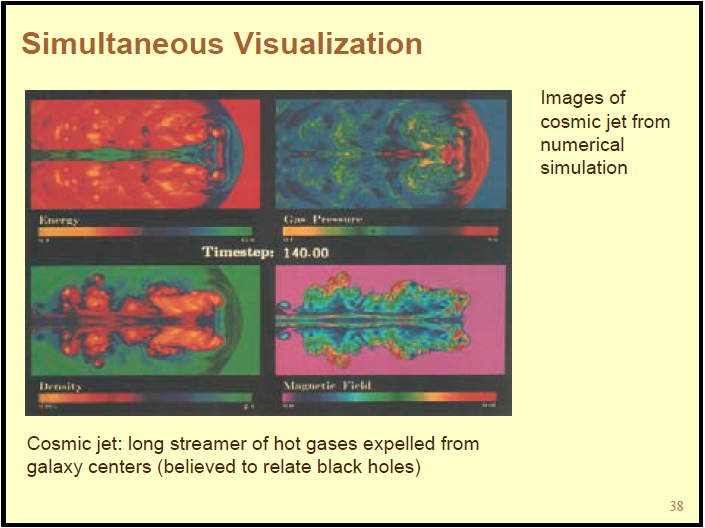 Simultaneous Visualization
Images of
cosmic jet from
numerical
simulation
Energy
Gas Pressure
Timestep: 140.00
Density
Magnetic Field
Cosmic jet: long streamer of hot gases expelled from
galaxy centers (believed to relate black holes)
38